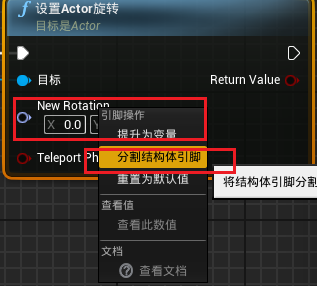 设置Actor旋转
目标是Actor
目标
Return Value
New Rotation
X 0.0 Y
引脚操作
提升为变量
Teleport Ph
分割结构体引脚
重置为默认值
将结构体引脚分割
查看值
查看此数值
文档
查看文档